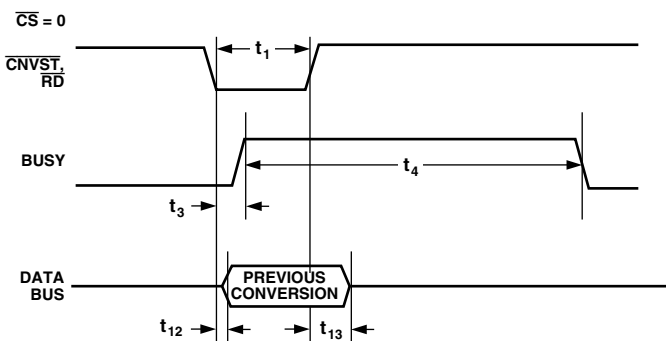 CS = 0
CNVST,
RD
t1
BUSY
t4
t3
DATA
BUS
PREVIOUS
CONVERSION
t12
t13